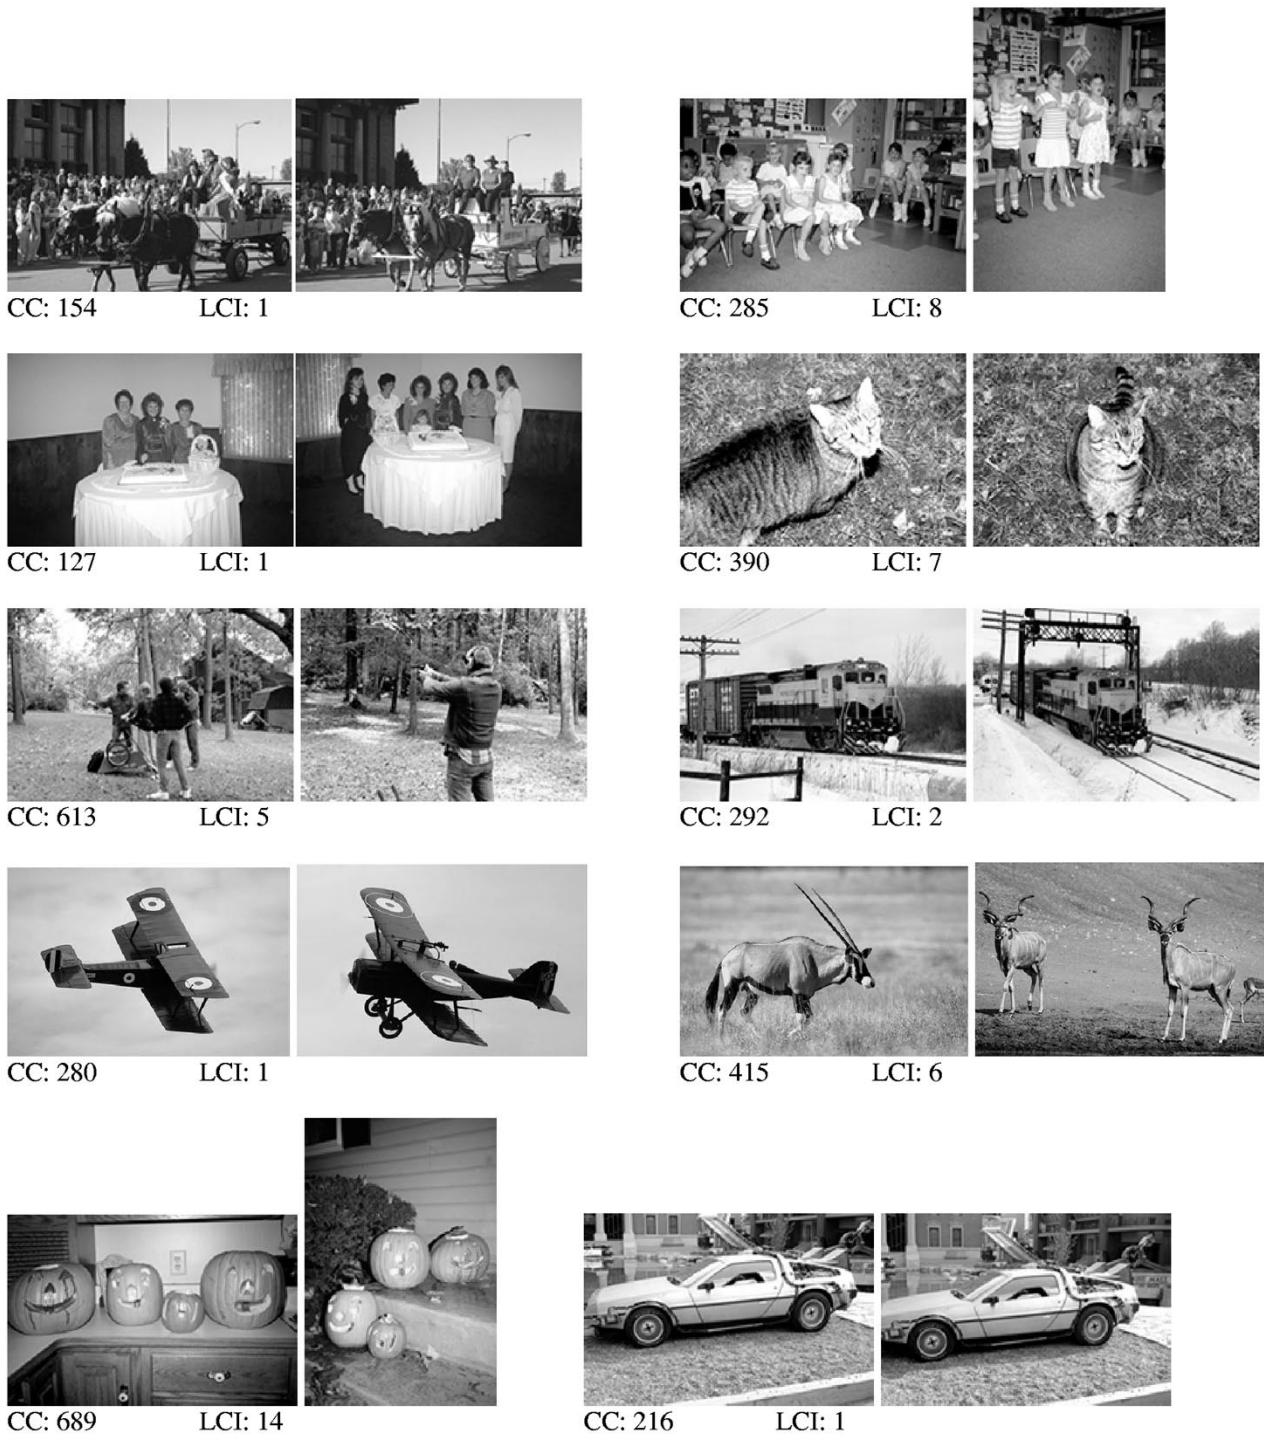 CC: 154 LCI: 1
CC: 285 LCI: 8
CC: 127 LCI: 1
CC: 390 LCI: 7
CC: 613 LCI: 5
CC: 292 LCI: 2
CC: 280 LCI: 1
CC: 415 LCI: 6
CC: 689 LCI: 14
CC: 216 LCI: 1